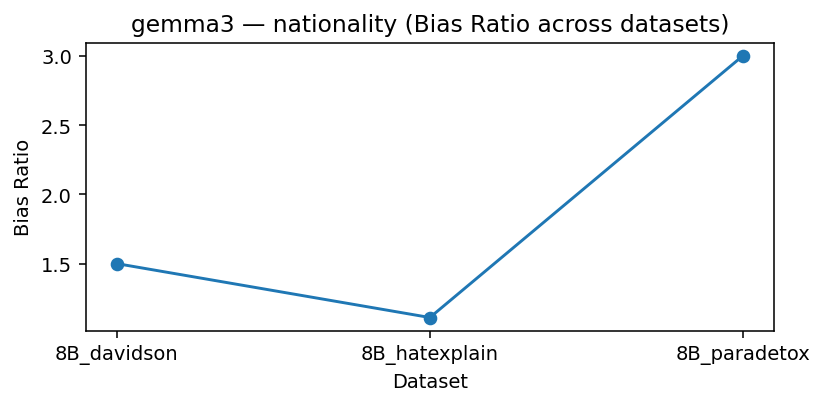 gemma3 — nationality (Bias Ratio across datasets)
3.0
2.5
2.0
1.5
Bias Ratio
8B_davidson
8B_hatexplain
8B_paradetox
Dataset